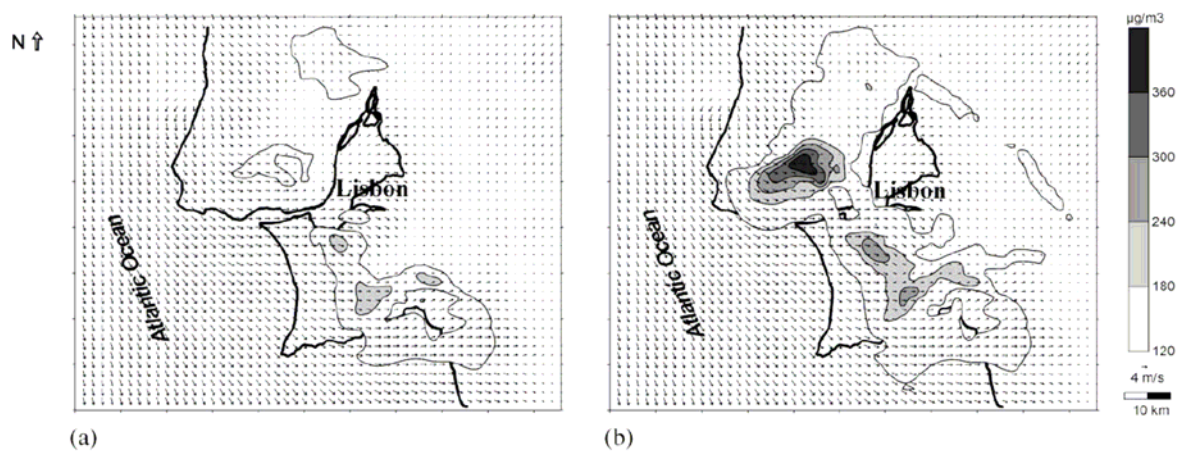 N ⇧
Lisbon
Atlantic Ocean
(a)
Lisbon
Atlantic Ocean
(b)
µg/m3
360
300
240
180
120
4 m/s
10 km